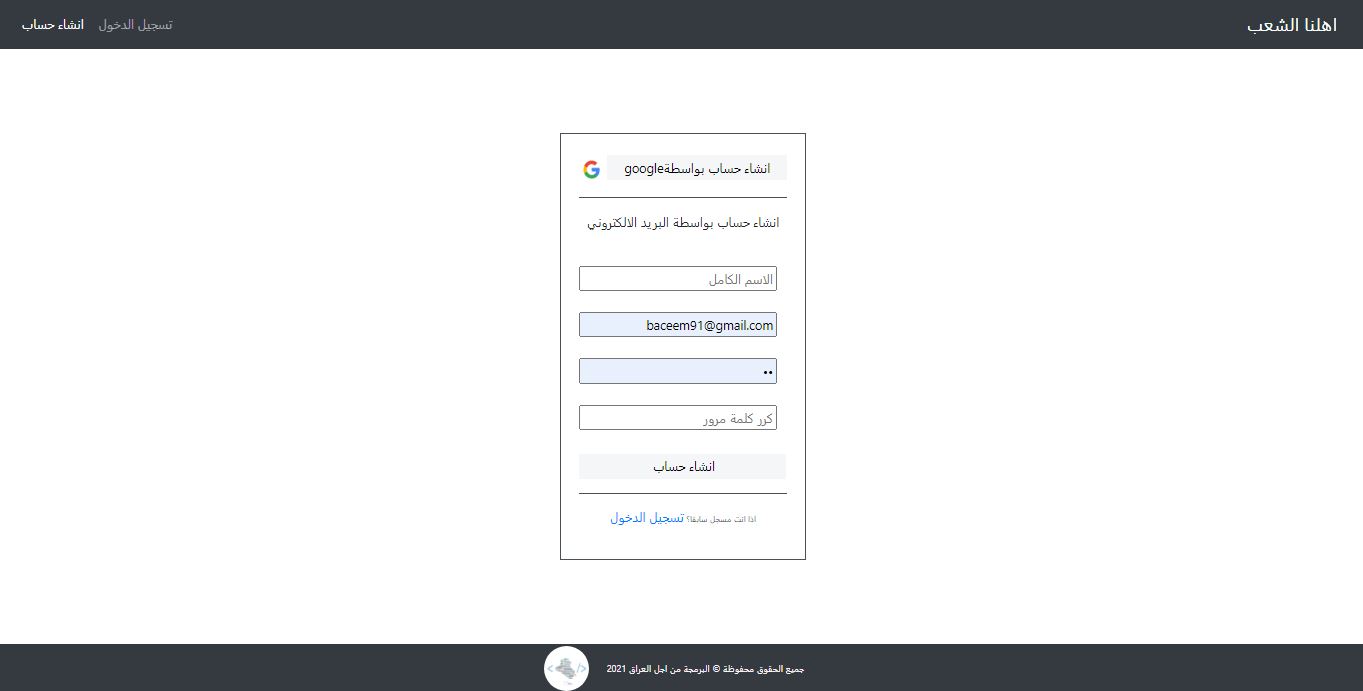 اهلنا الشعب
تسجيل الدخول
انشاء حساب
انشاء حساب بواسطةgoogle
انشاء حساب بواسطة البريد الالكتروني
الاسم الكامل
baceem91@gmail.com
••
كرر كلمة مرور
انشاء حساب
اذا انت مسجل سابقا؟ تسجيل الدخول
جميع الحقوق محفوظة © البرمجة من اجل العراق 2021